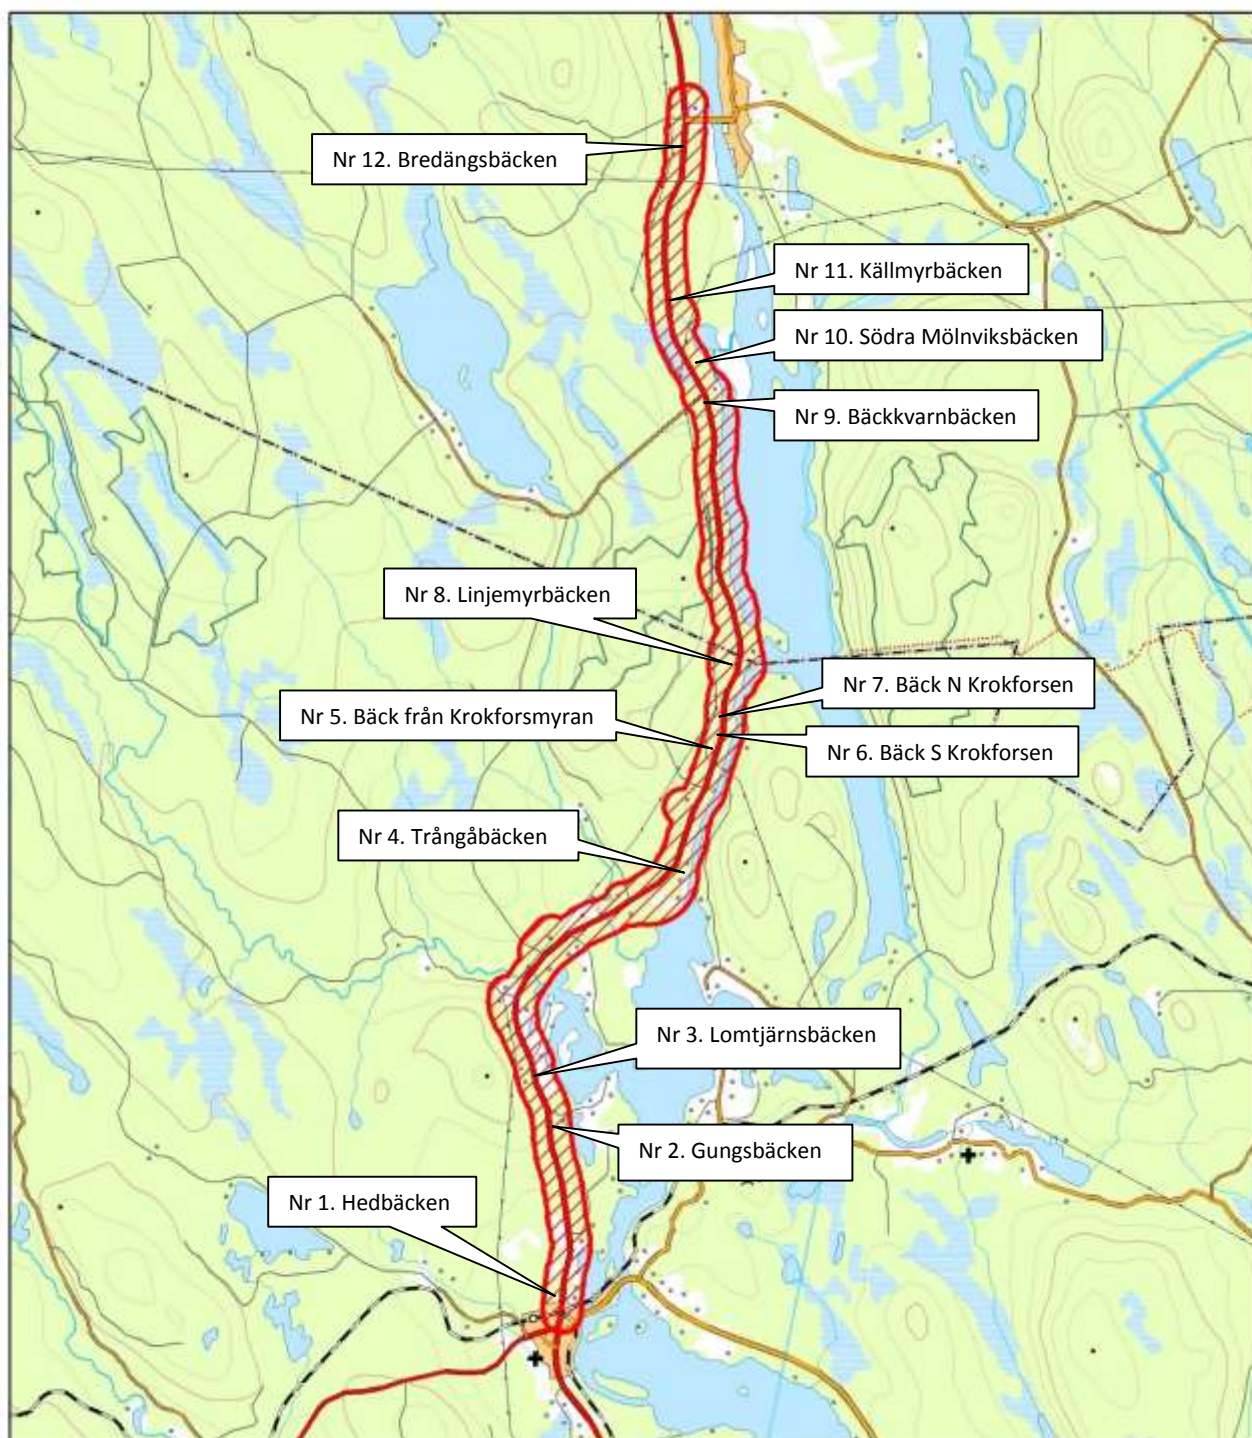 Nr 12. Bredängsbäcken
Nr 11. Källmyrbäcken
Nr 10. Södra Mölnviksbäcken
Nr 9. Bäckkvarnbäcken
Nr 8. Linjemyrbäcken
Nr 7. Bäck N Krokforsen
Nr 5. Bäck från Krokforsmyran
Nr 6. Bäck S Krokforsen
Nr 4. Trångåbäcken
Nr 3. Lomtjärnsbäcken
Nr 2. Gungsbäcken
Nr 1. Hedbäcken